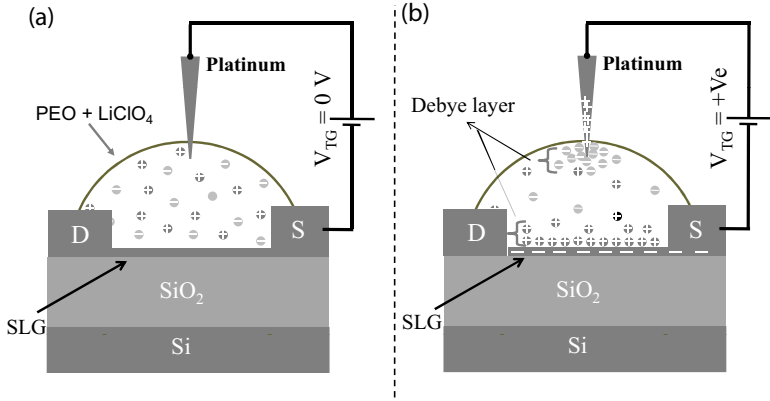 (a)
Platinum
PEO + LiClO₄
V_TG = 0 V
D
S
SiO₂
SLG
Si
(b)
Platinum
Debye layer
V_TG = +Ve
D
S
SiO₂
SLG
Si